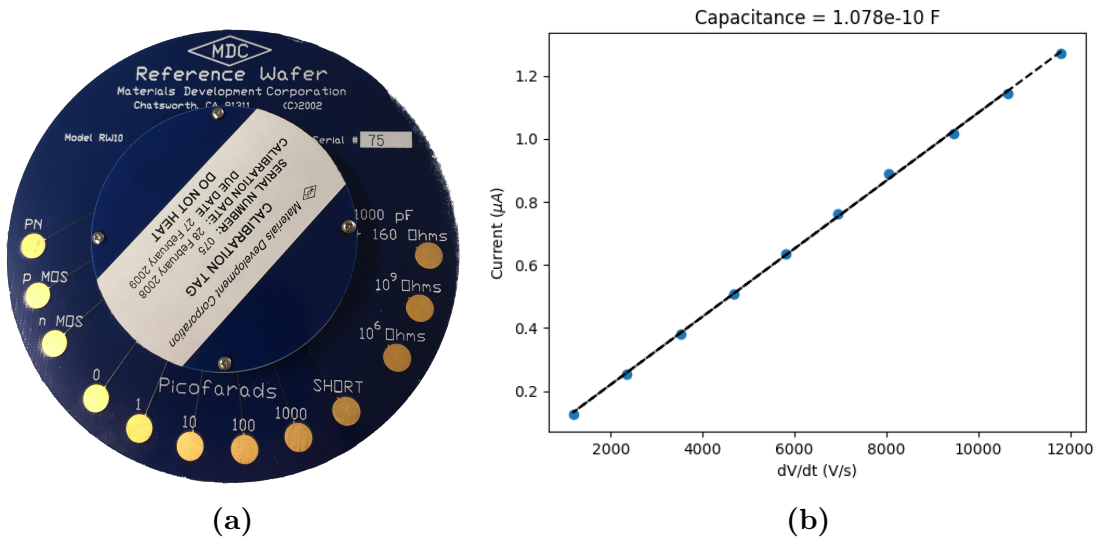 MDC
Reference Wafer
Materials Development Corporation
Chatsworth, CA 91311 (C)2002
Model RW10
Serial # 75
Materials Development Corporation
CALIBRATION TAG
SERIAL NUMBER: 075
CALIBRATION DATE: 28 February 2008
DUE DATE: 27 February 2009
DO NOT HEAT
PN
p MOS
n MOS
0
1
10
100
1000
Picofarads
SHORT
10⁶ Ohms
10⁹ Ohms
1000 pF
+ 160 Ohms
(a)
Capacitance = 1.078e-10 F
Current (μA)
1.2
1.0
0.8
0.6
0.4
0.2
2000 4000 6000 8000 10000 12000
dV/dt (V/s)
(b)